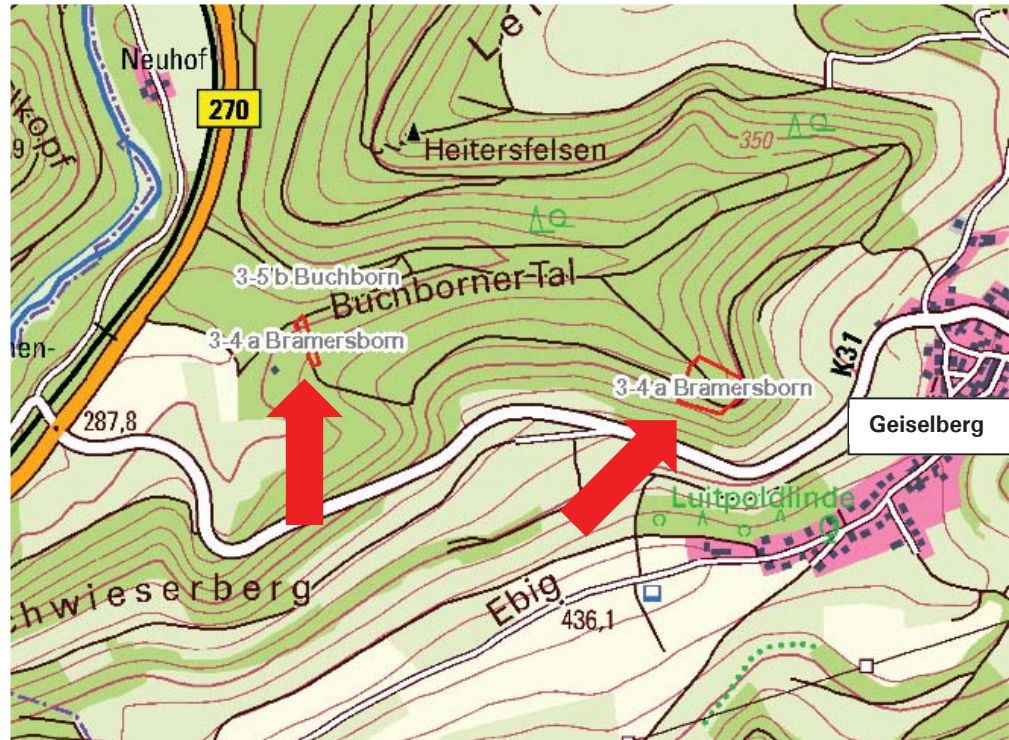 Neuhof
270
Heitersfelsen
350
3-5 b Buchborn
Buchborner Tal
3-4 a Bramersborn
3-4 a Bramersborn
K31
287,8
Geiselberg
Luitpoldlinde
Ebig
436,1